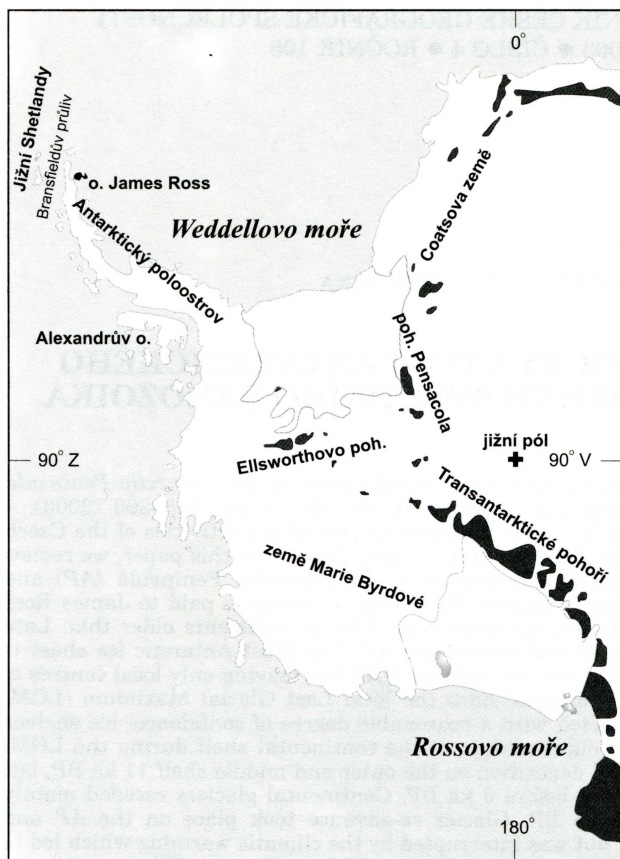 0°
Jižní Shetlandy
Bransfieldův průliv
o. James Ross
Antarktický poloostrov
Weddellovo moře
Coatsova země
Alexandrův o.
poh. Pensacola
90° Z
Ellsworthovo poh.
jižní pól
90° V
Transantarktické pohoří
země Marie Byrdové
Rossovo moře
180°